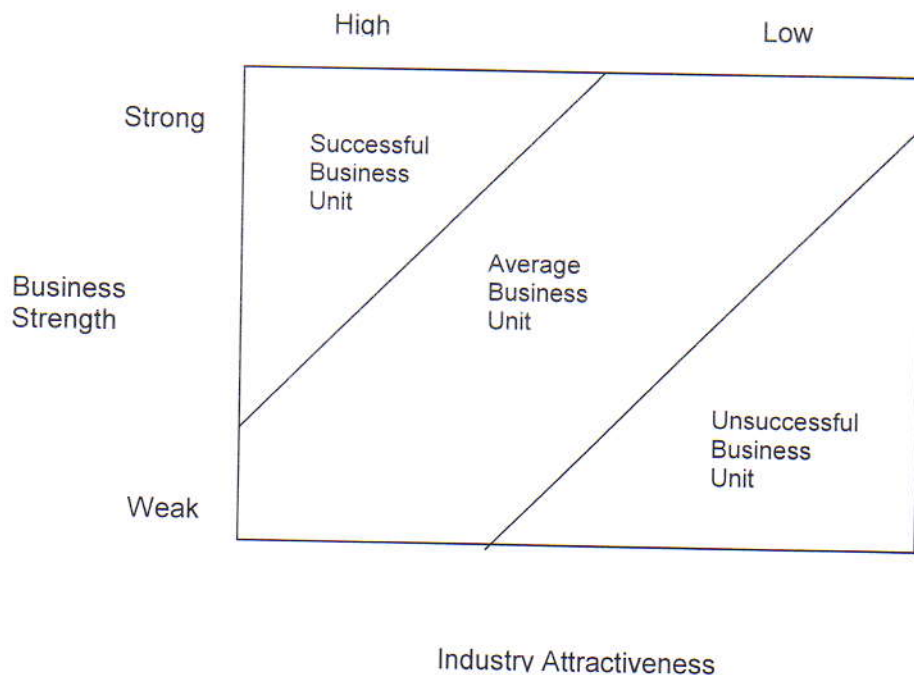 High
Low
Strong
Successful
Business
Unit
Average
Business
Unit
Business
Strength
Unsuccessful
Business
Unit
Weak
Industry Attractiveness